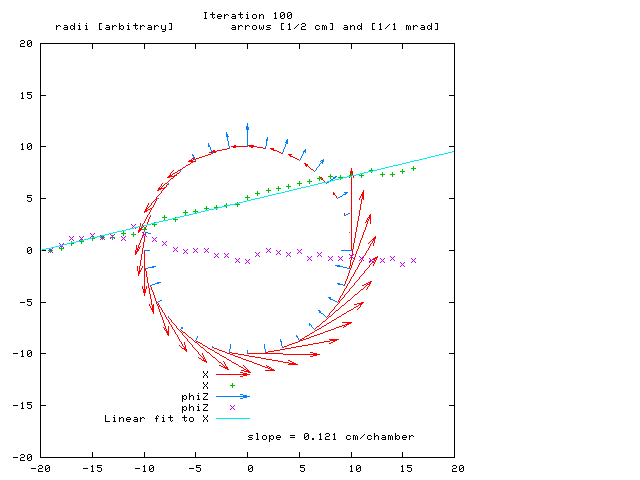 Iteration 100
radii [arbitrary] arrows [1/2 cm] and [1/1 mrad]
20
15
10
5
0
-5
-10
-15
-20
X
X
phiZ
phiZ
Linear fit to X
slope = 0.121 cm/chamber
-20 -15 -10 -5 0 5 10 15 20